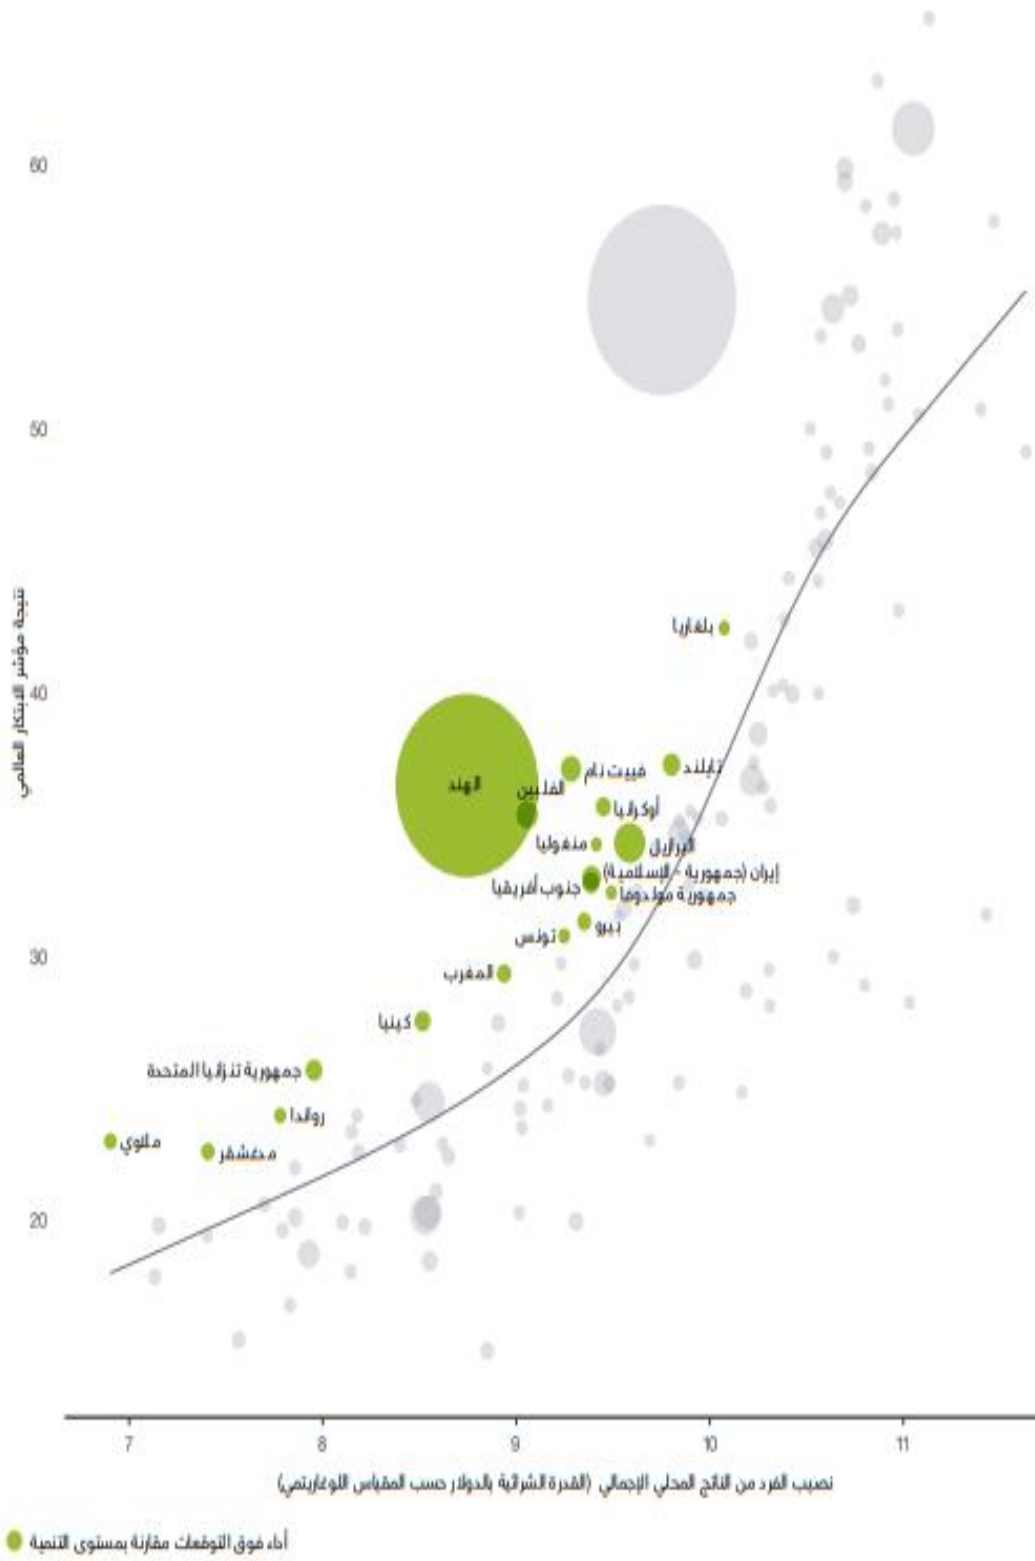 60
50
40
30
20
نتيجة مؤشر الابتكار العالمي
بلغاريا
الهند
فييت نام
تايلند
الفلبين
أوكرانيا
منغوليا
البرازيل
إيران (جمهورية - الإسلامية)
جنوب أفريقيا
جمهورية مولدوفا
بيرو
تونس
المغرب
كينيا
جمهورية تنزانيا المتحدة
رواندا
ملاوي
مدغشقر
7
8
9
10
11
نصيب الفرد من الناتج المحلي الإجمالي (القدرة الشرائية بالدولار حسب المقياس اللوغاريتمي)
أداء فوق التوقعات مقارنة بمستوى التنمية